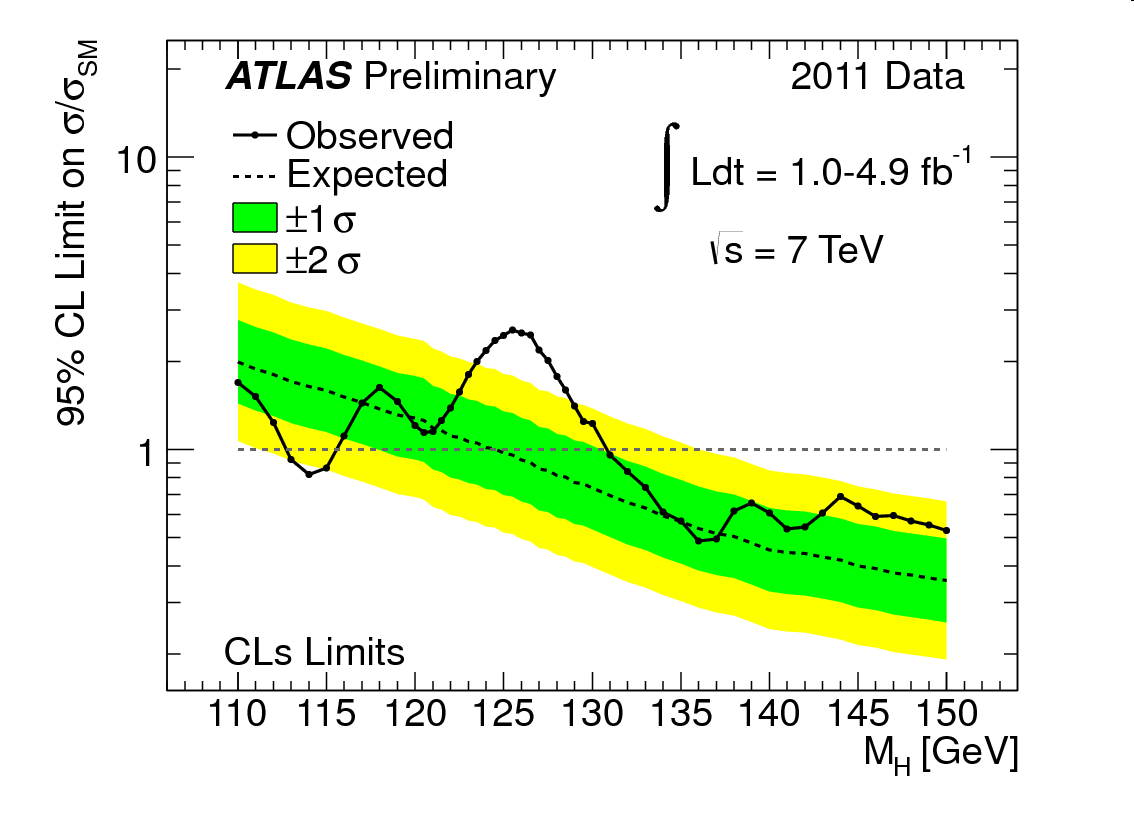 95% CL Limit on σ/σSM
ATLAS Preliminary
2011 Data
Observed
Expected
±1 σ
±2 σ
∫ Ldt = 1.0-4.9 fb-1
√s = 7 TeV
10
1
CLs Limits
110 115 120 125 130 135 140 145 150
MH [GeV]